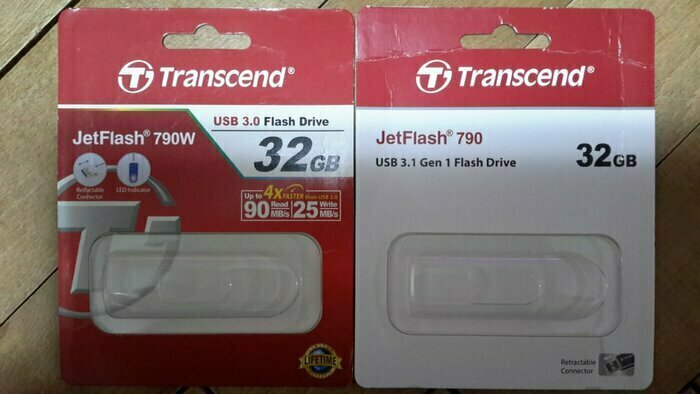 Transcend®
USB 3.0 Flash Drive
JetFlash® 790W
32GB
Retractable
Connector
LED Indicator
Up to 4x FASTER than USB 2.0
90 Read MB/s 25 Write MB/s
LIFETIME
Transcend®
JetFlash® 790
USB 3.1 Gen 1 Flash Drive
32GB
Retractable
Connector